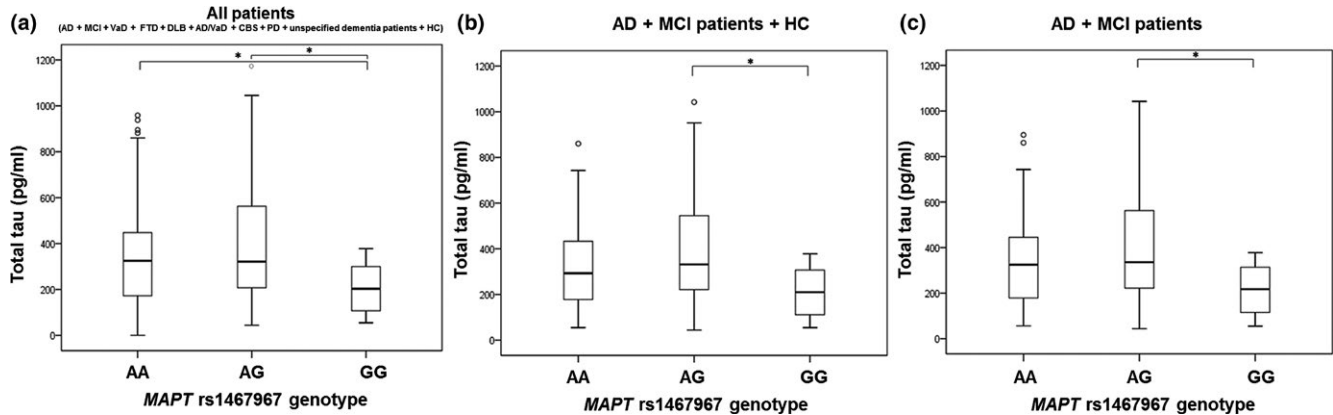 (a)
All patients
(AD + MCI + VaD + FTD + DLB + AD/VaD + CBS + PD + unspecified dementia patients + HC)
*
*
Total tau (pg/ml)
1200
1000
800
600
400
200
0
AA AG GG
MAPT rs1467967 genotype
(b)
AD + MCI patients + HC
*
Total tau (pg/ml)
1200
1000
800
600
400
200
0
AA AG GG
MAPT rs1467967 genotype
(c)
AD + MCI patients
*
Total tau (pg/ml)
1200
1000
800
600
400
200
0
AA AG GG
MAPT rs1467967 genotype